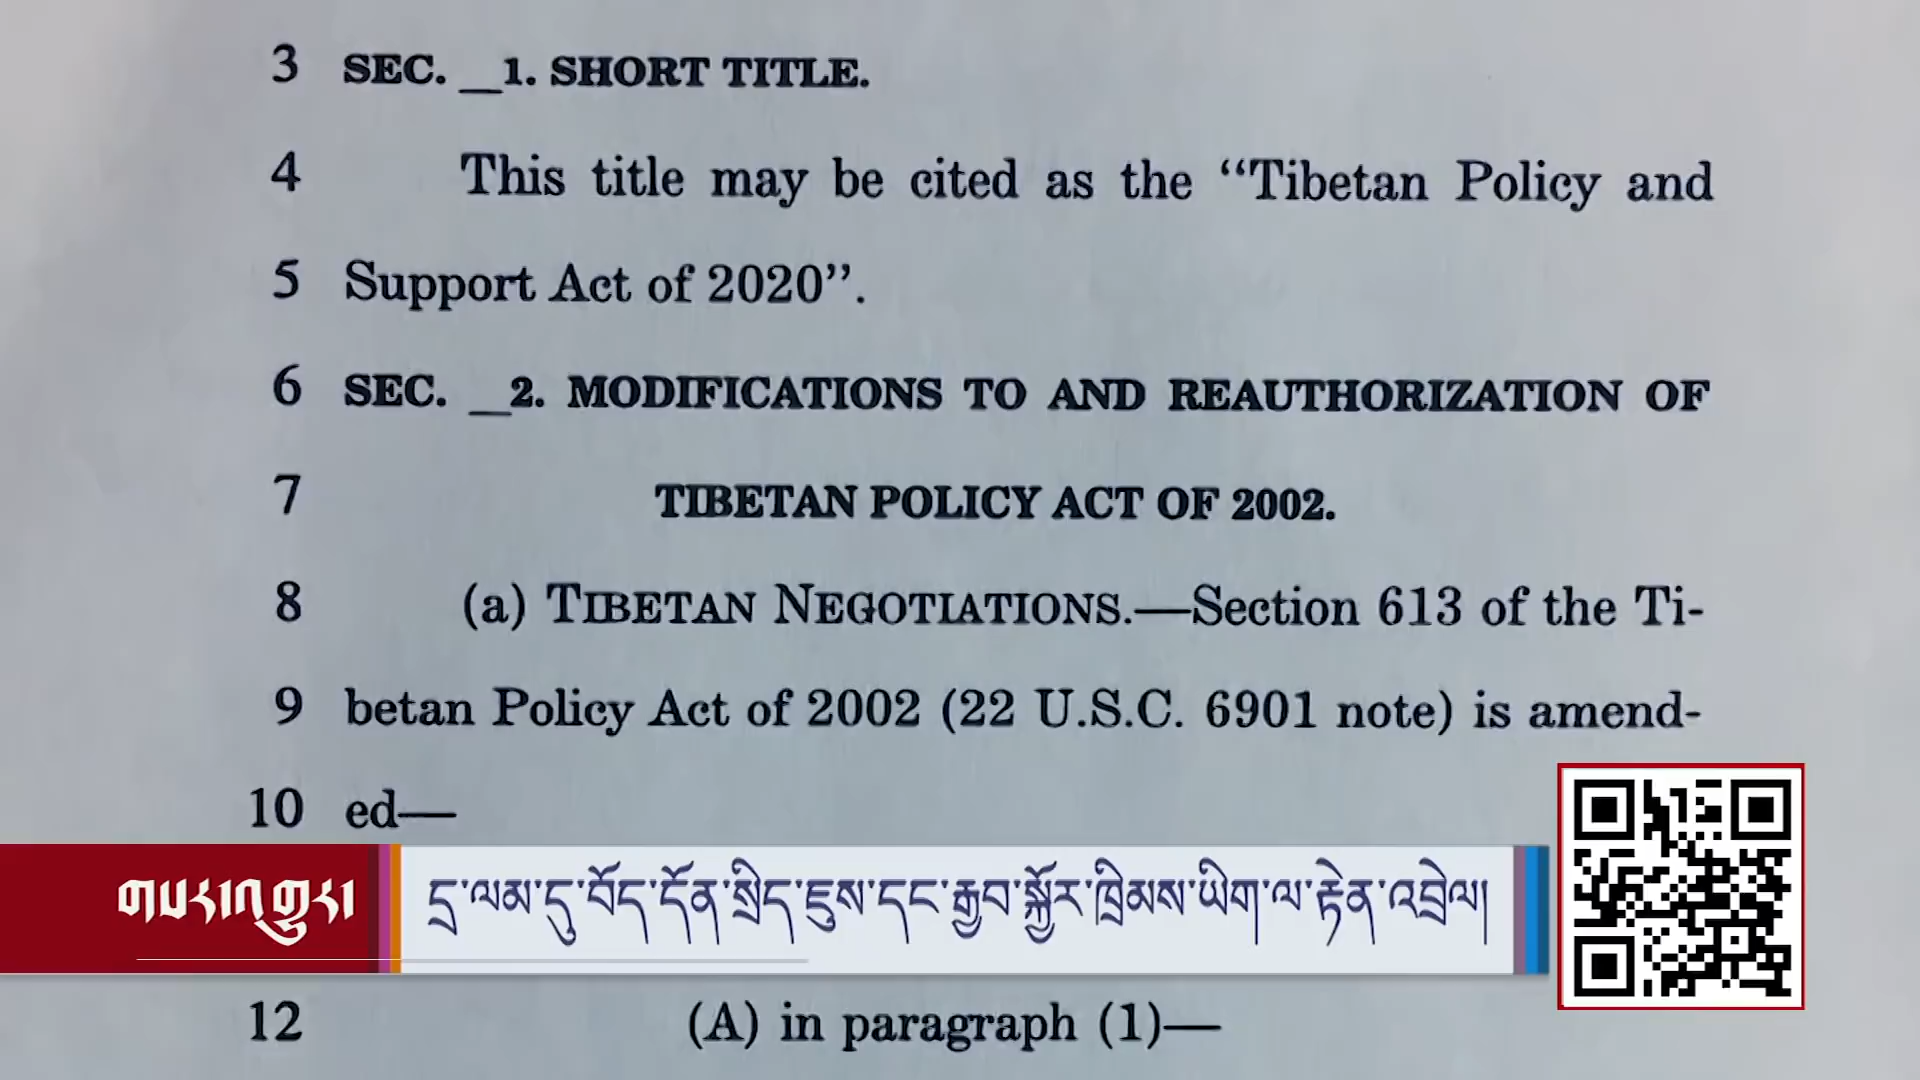 3 SEC. __1. SHORT TITLE.
4 This title may be cited as the ‘‘Tibetan Policy and
5 Support Act of 2020’’.
6 SEC. __2. MODIFICATIONS TO AND REAUTHORIZATION OF
7 TIBETAN POLICY ACT OF 2002.
8 (a) TIBETAN NEGOTIATIONS.—Section 613 of the Ti-
9 betan Policy Act of 2002 (22 U.S.C. 6901 note) is amend-
10 ed—
གསར་འགྱུར།
དྲ་ལམ་དུ་བོད་དོན་སྲིད་ཇུས་དང་རྒྱབ་སྐྱོར་ཁྲིམས་ཡིག་ལ་རྟེན་འབྲེལ།
12 (A) in paragraph (1)—